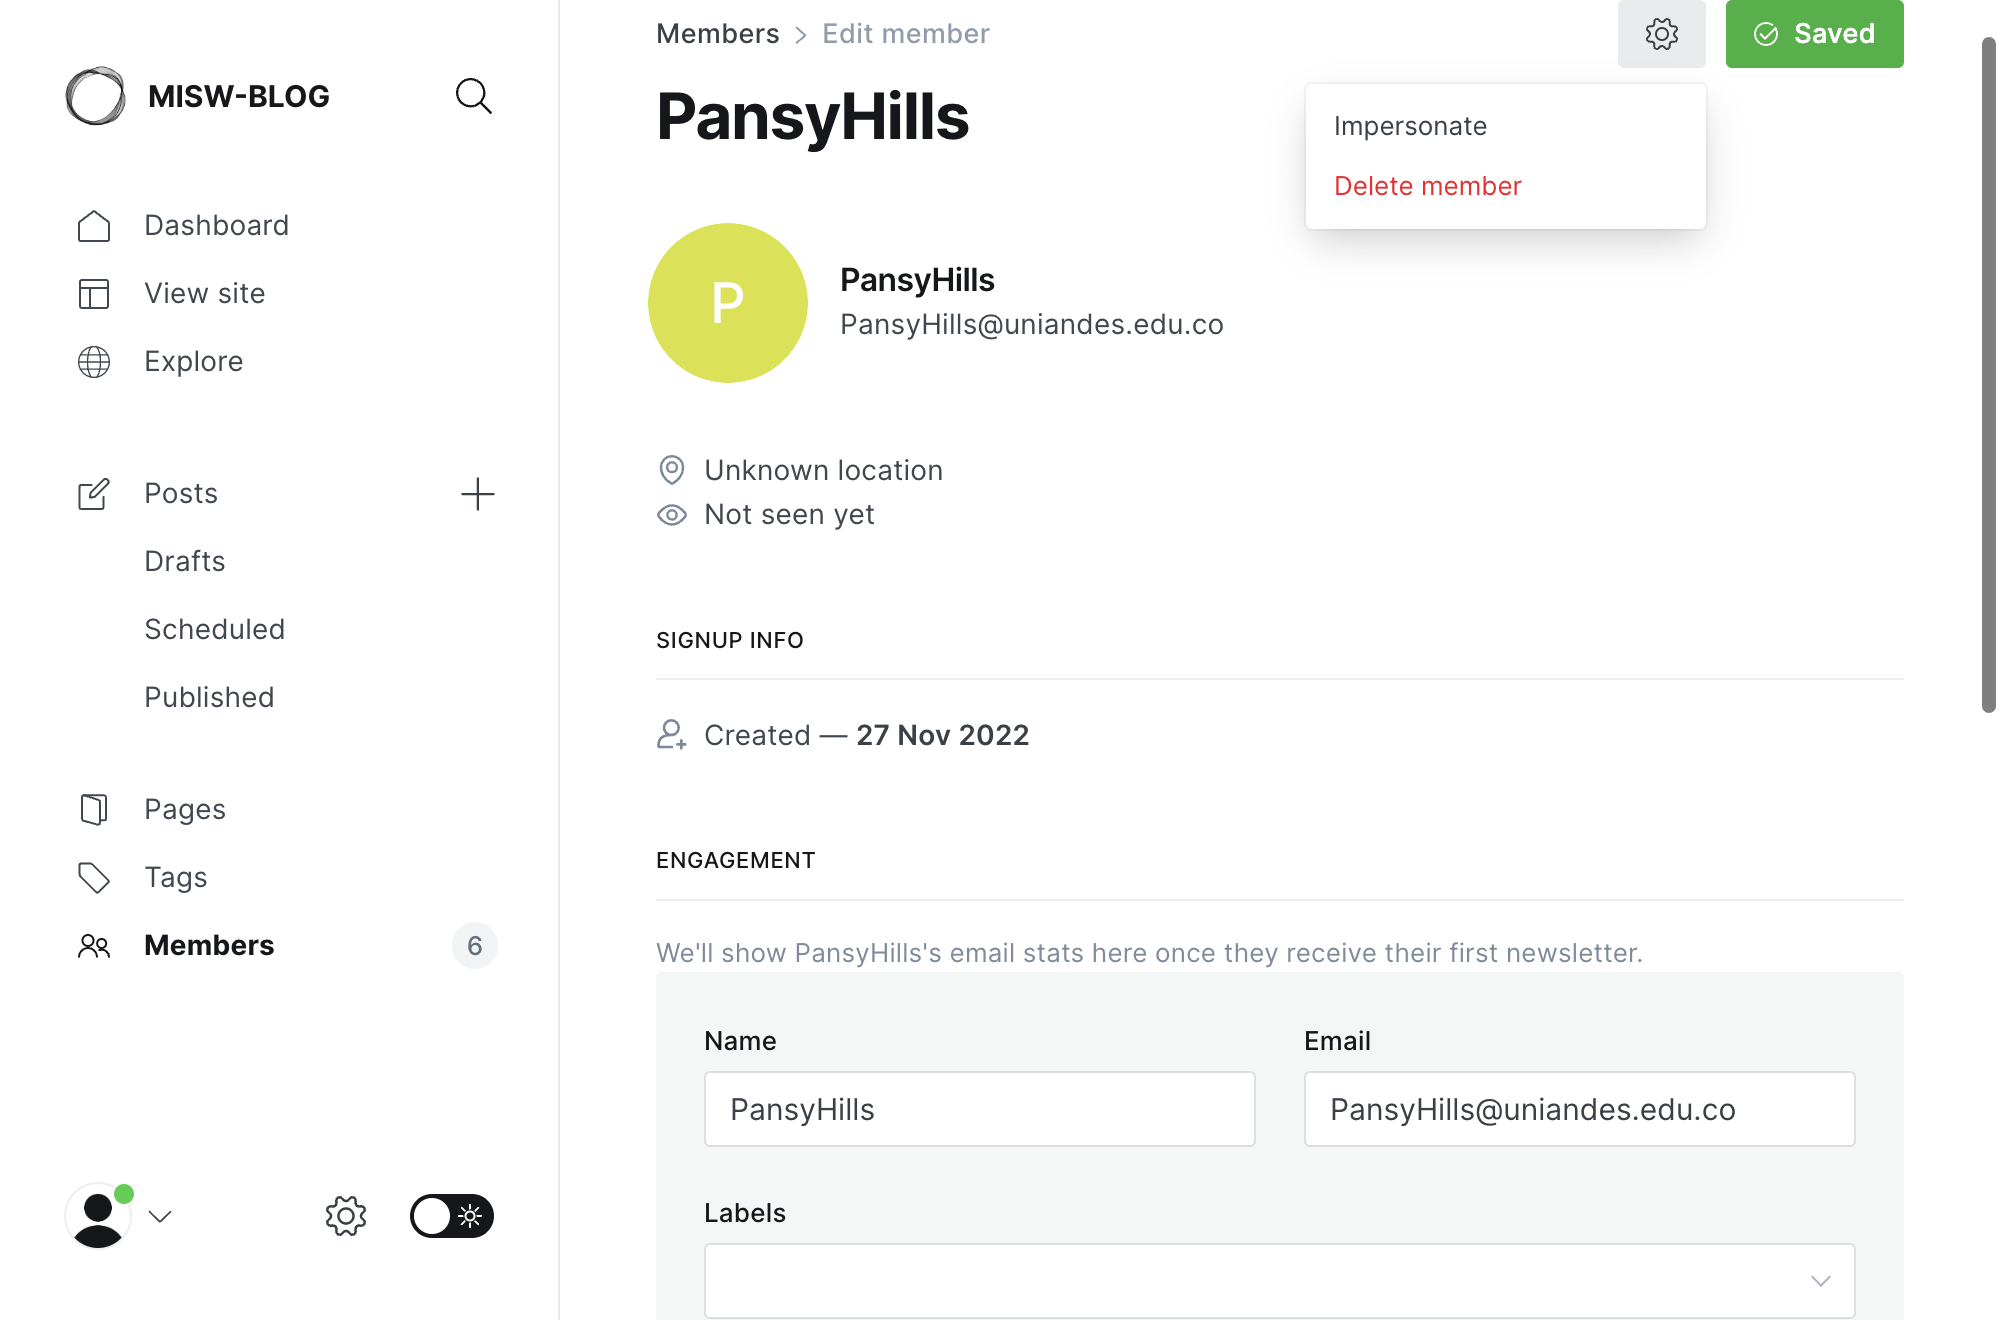 MISW-BLOG
Dashboard
View site
Explore
Posts
Drafts
Scheduled
Published
Pages
Tags
Members
6
Members > Edit member
Saved
PansyHills
Impersonate
Delete member
P
PansyHills
PansyHills@uniandes.edu.co
Unknown location
Not seen yet
SIGNUP INFO
Created — 27 Nov 2022
ENGAGEMENT
We'll show PansyHills's email stats here once they receive their first newsletter.
Name
Email
PansyHills
PansyHills@uniandes.edu.co
Labels